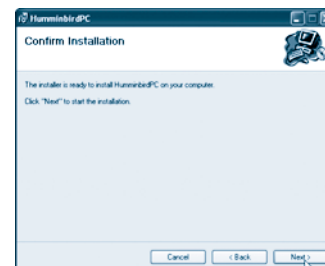 HumminbirdPC
Confirm Installation
The installer is ready to install HumminbirdPC on your computer.
Click "Next" to start the installation.
Cancel
< Back
Next >